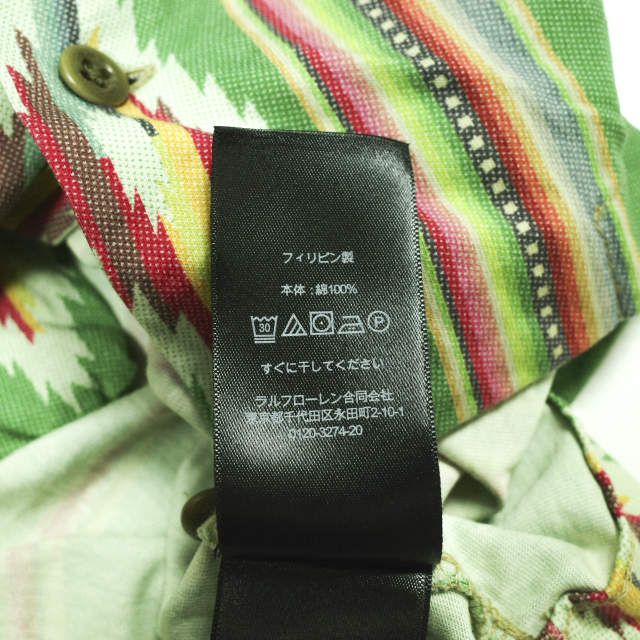 フィリピン製
本体:綿100%
30 P
すぐに干してください
ラルフローレン合同会社
東京都千代田区永田町2-10-1
0120-3274-20